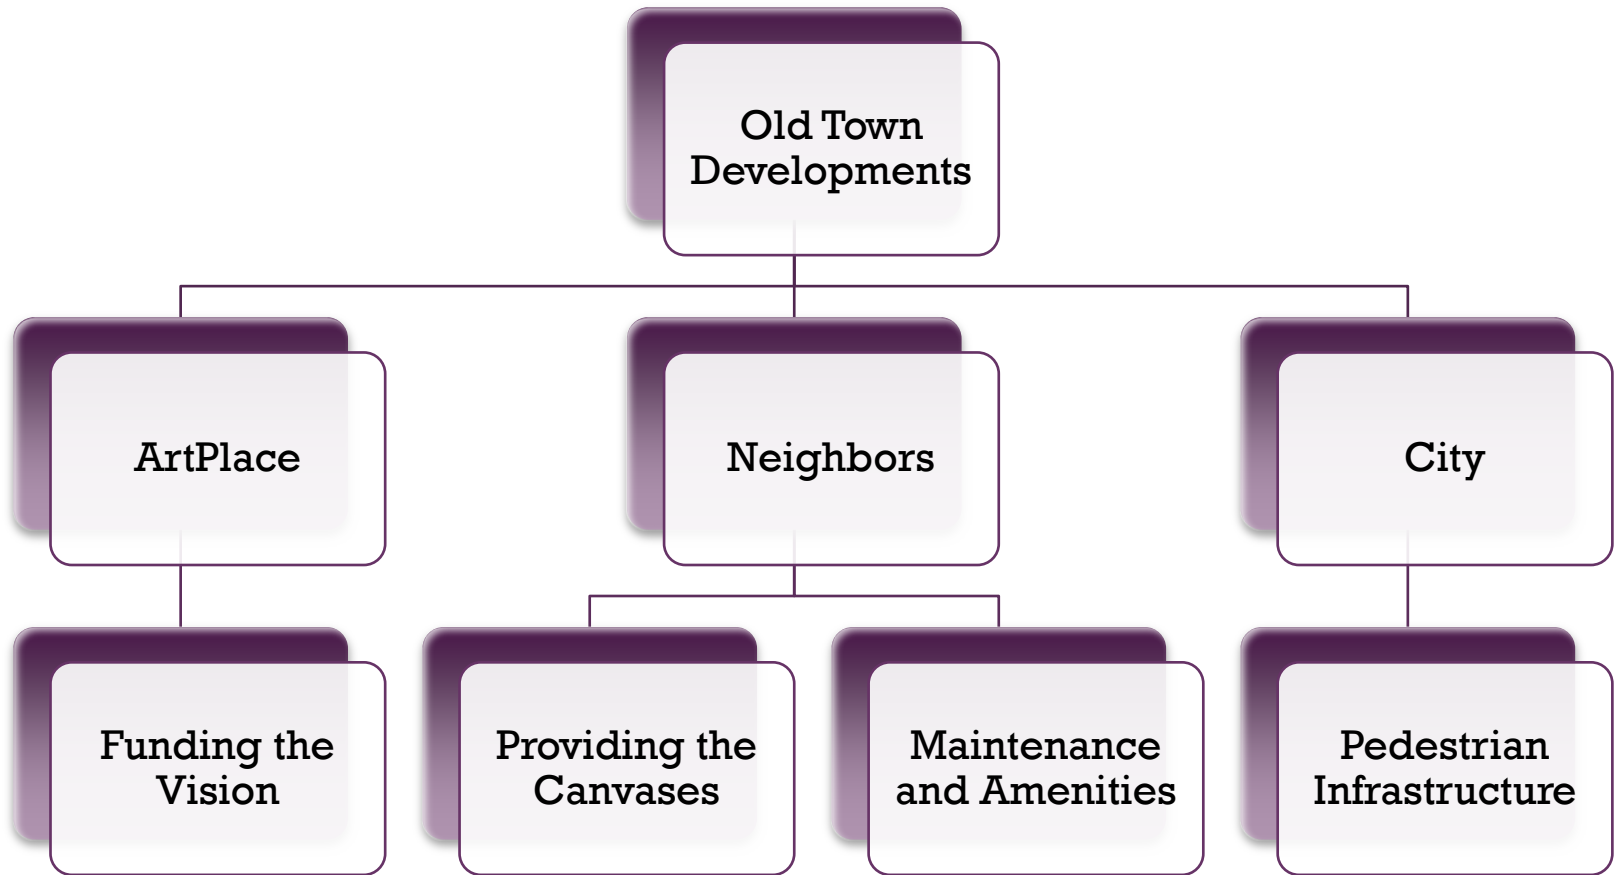 Old Town
Developments
ArtPlace
Neighbors
City
Funding the
Vision
Providing the
Canvases
Maintenance
and Amenities
Pedestrian
Infrastructure